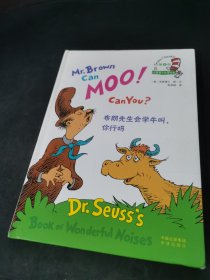 Mr. Brown
Can
MOO!
Can You?
布朗先生会学牛叫，
你行吗
Dr. Seuss's
Book of Wonderful Noises